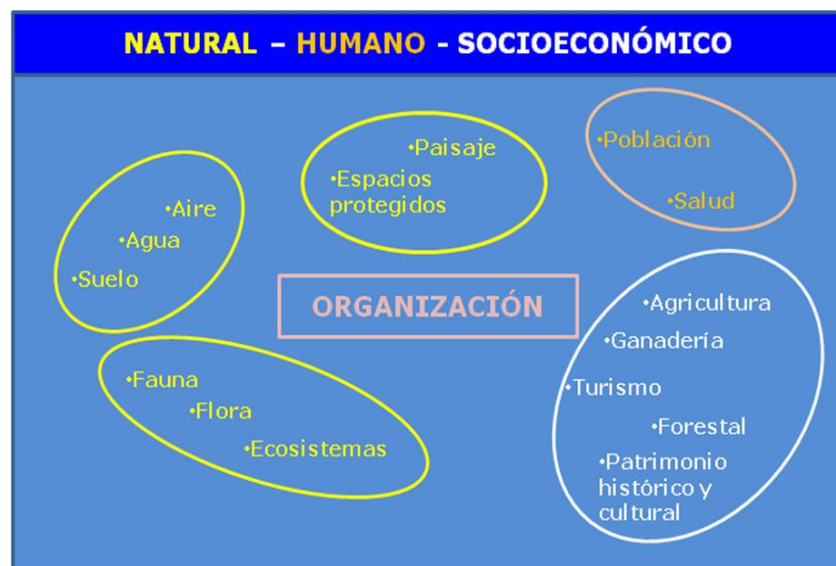 NATURAL – HUMANO - SOCIOECONÓMICO
•Paisaje
•Espacios
protegidos
•Población
•Salud
•Aire
•Agua
•Suelo
ORGANIZACIÓN
•Fauna
•Flora
•Ecosistemas
•Agricultura
•Ganadería
•Turismo
•Forestal
•Patrimonio
histórico y
cultural